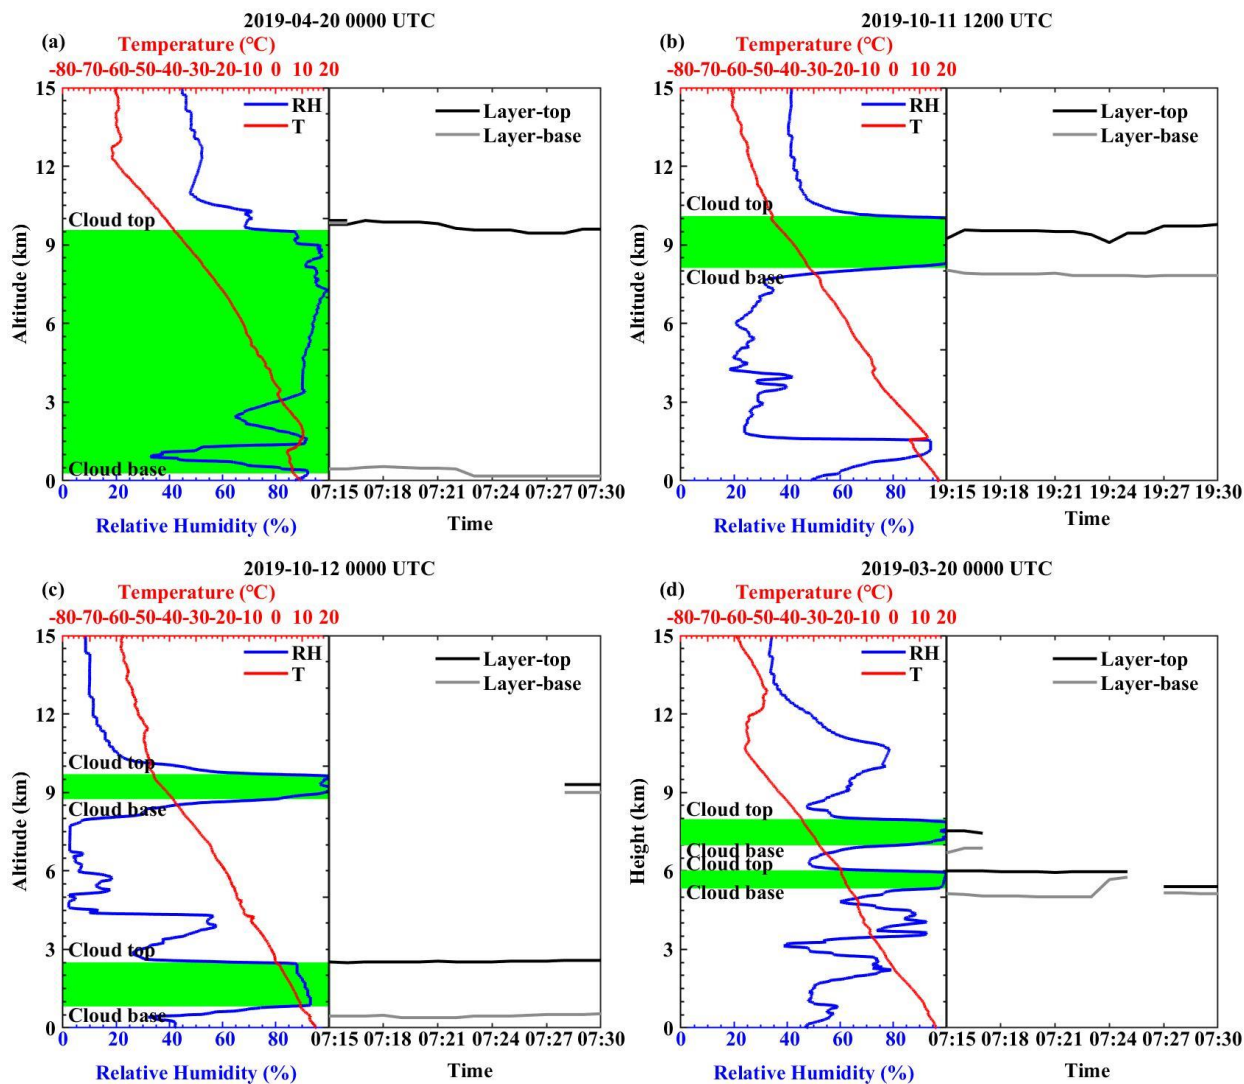 2019-04-20 0000 UTC
(a)
Temperature (°C)
-80-70-60-50-40-30-20-10 0 10 20
15
12
9
6
3
0
Altitude (km)
RH
T
Layer-top
Layer-base
Cloud top
Cloud base
0 20 40 60 80 07:15 07:18 07:21 07:24 07:27 07:30
Relative Humidity (%)
Time
2019-10-11 1200 UTC
(b)
Temperature (°C)
-80-70-60-50-40-30-20-10 0 10 20
15
12
9
6
3
0
Altitude (km)
RH
T
Layer-top
Layer-base
Cloud top
Cloud base
0 20 40 60 80 19:15 19:18 19:21 19:24 19:27 19:30
Relative Humidity (%)
Time
2019-10-12 0000 UTC
(c)
Temperature (°C)
-80-70-60-50-40-30-20-10 0 10 20
15
12
9
6
3
0
Altitude (km)
RH
T
Layer-top
Layer-base
Cloud top
Cloud base
Cloud top
Cloud base
0 20 40 60 80 07:15 07:18 07:21 07:24 07:27 07:30
Relative Humidity (%)
Time
2019-03-20 0000 UTC
(d)
Temperature (°C)
-80-70-60-50-40-30-20-10 0 10 20
15
12
9
6
3
0
Height (km)
RH
T
Layer-top
Layer-base
Cloud top
Cloud base
Cloud top
Cloud base
0 20 40 60 80 07:15 07:18 07:21 07:24 07:27 07:30
Relative Humidity (%)
Time